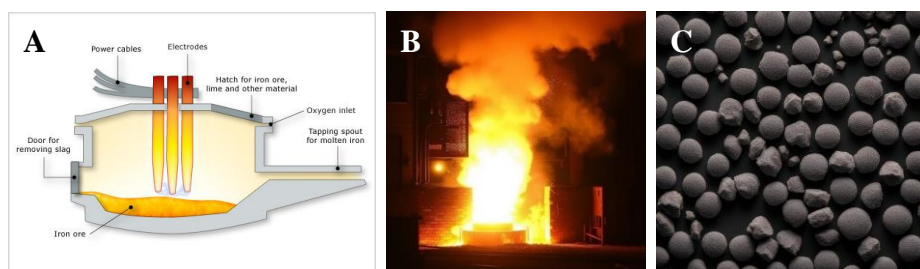 A
Power cables
Electrodes
Hatch for iron ore,
lime and other material
Oxygen inlet
Tapping spout
for molten iron
Door for
removing slag
Iron ore
B
C